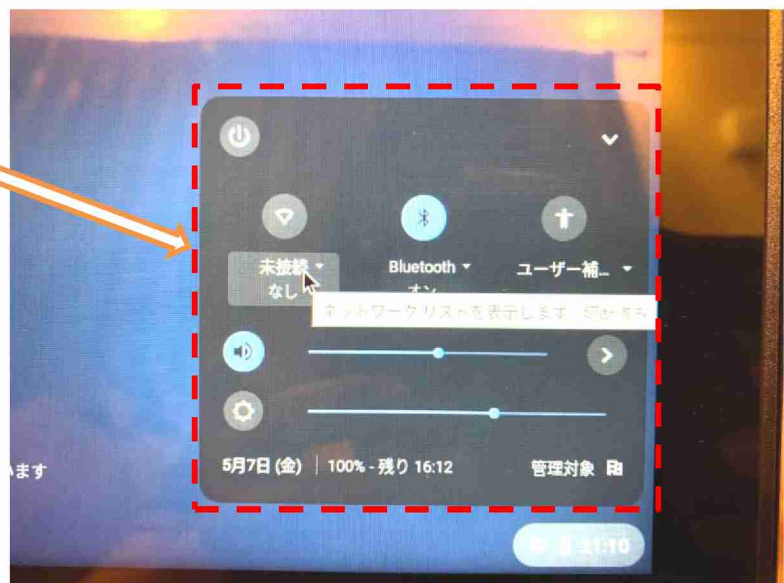 未接続
なし
Bluetooth
オン
ユーザー補...
ネットワークリストを表示します
5月7日 (金) | 100% - 残り 16:12
管理対象
います
21:10